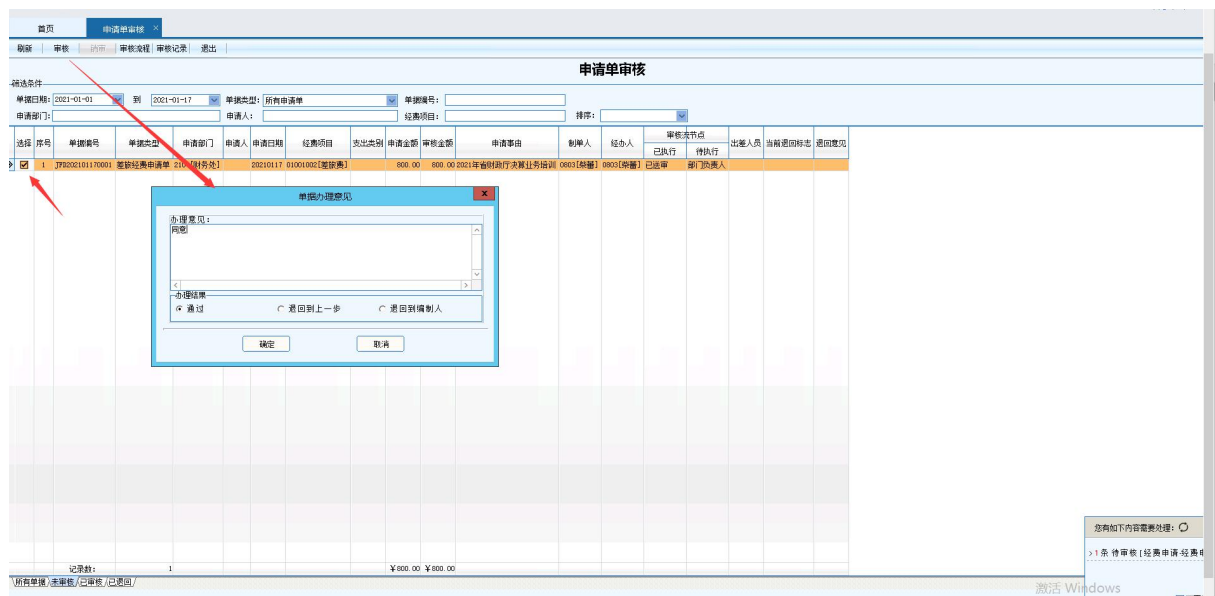 首页 申请单审核 ×
刷新 审核 审核流程 审核记录 退出
申请单审核
筛选条件
单据日期: 2021-01-01 到 2021-01-17 单据类型: 所有申请单 单据编号:
申请部门: 申请人: 经费项目: 排序:
选择 序号 单据编号 单据类型 申请部门 申请人 申请日期 经费项目 支出类别 申请金额 审核金额 申请事由 制单人 经办人 审核流节点 出差人员 当前退回标志 退回意见
已执行 待执行
1 JFD202101170001 差旅经费申请单 [财务处] 20210117 01001002[差旅费] 800.00 800.00 2021年省财政厅决算业务培训 0803[柴蕾] 0803[柴蕾] 已送审 部门负责人
单据办理意见 x
办理意见:
同意
办理结果
通过 退回到上一步 退回到编制人
确定 取消
您有如下内容需要处理:
>1条 待审核[经费申请-经费申
记录数: 1 ¥800.00 ¥800.00
所有单据 未审核 已审核 已退回
激活 Windows